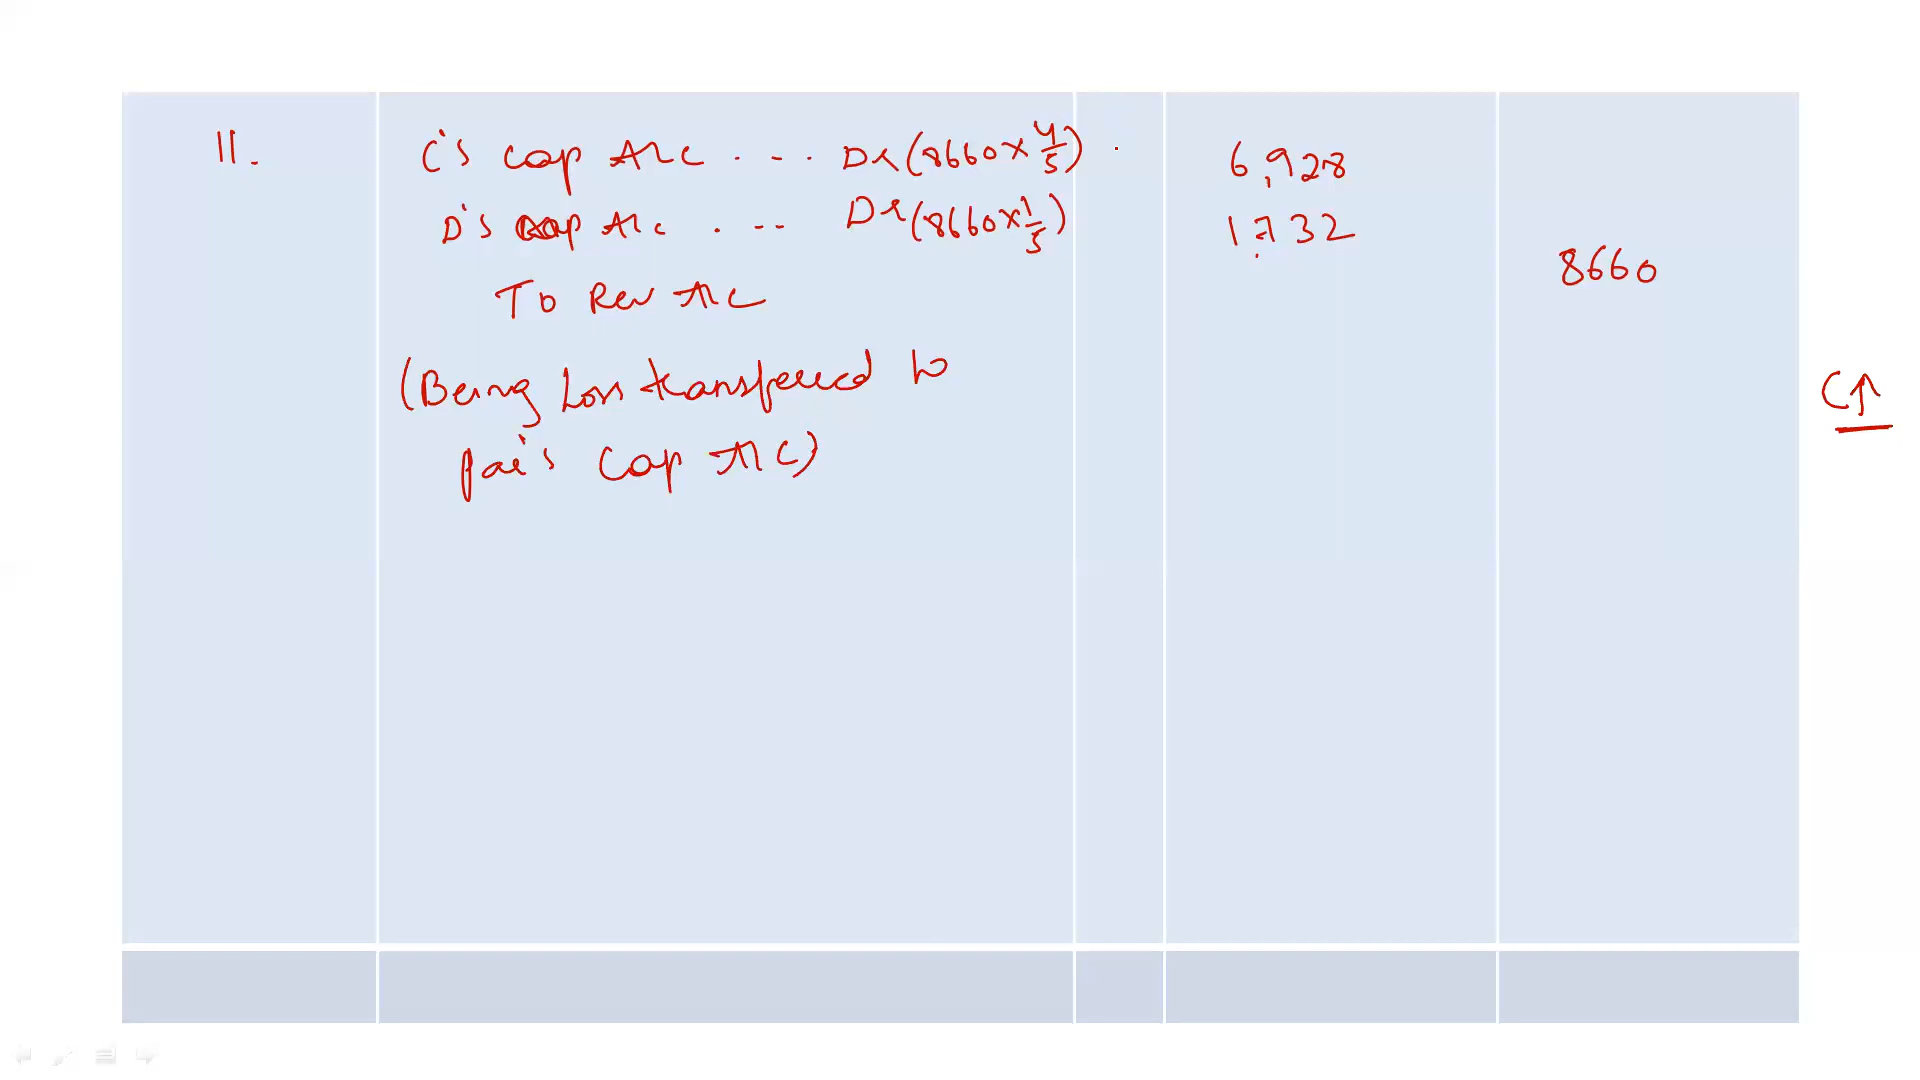 11. C's Cap A/c . - - . Dr (8660 x 4/5) 6,928
D's Cap A/c . - - Dr (8660 x 1/5) 1,732
To Rev A/C 8660
(Being Loss transferred to
par's Cap A/C)
C↑